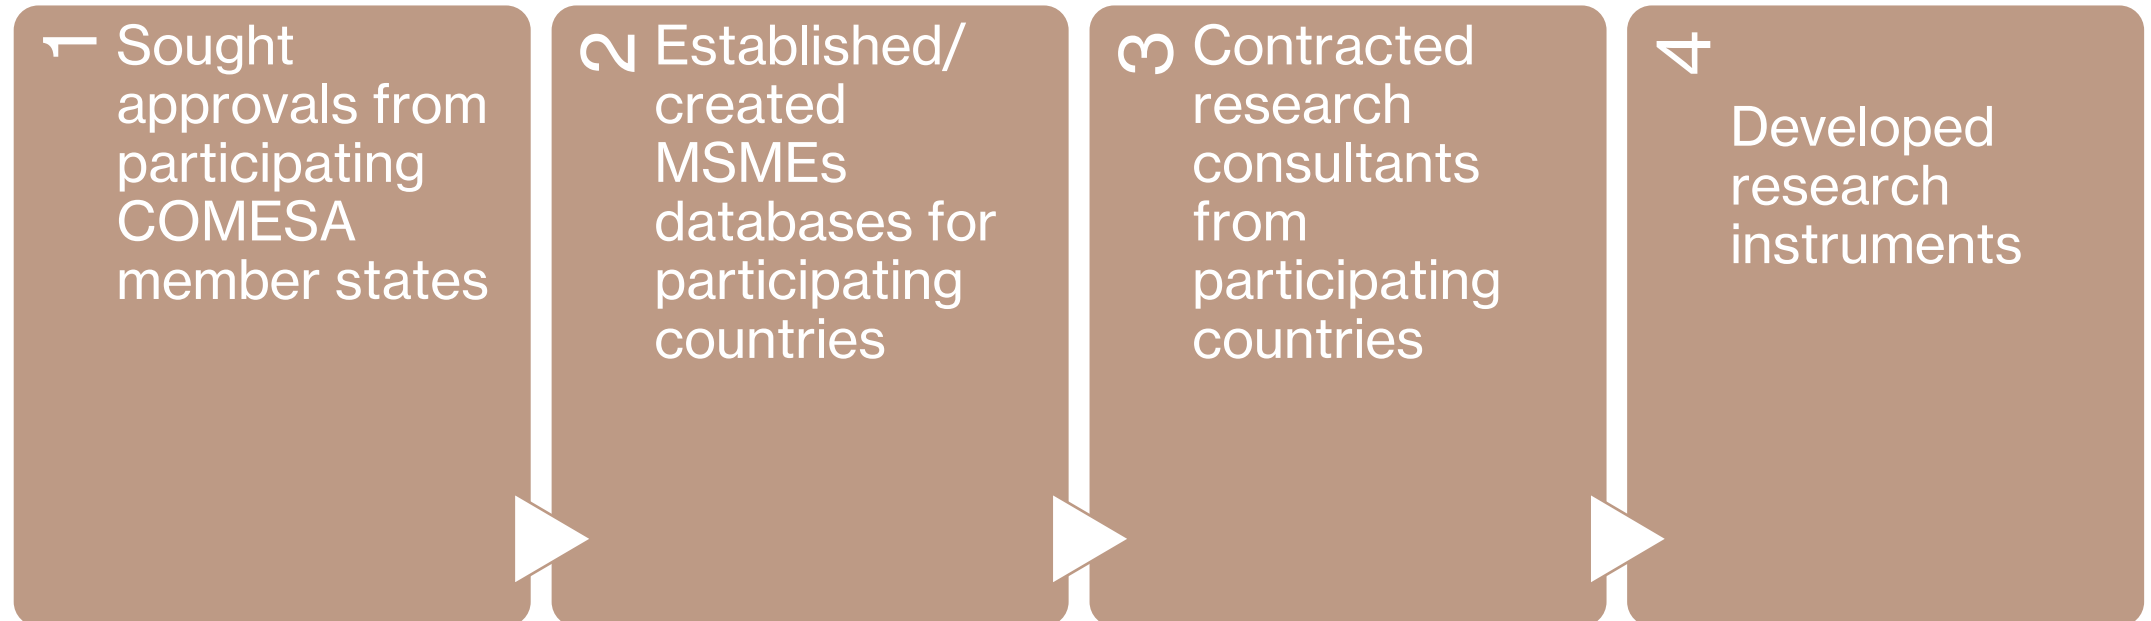 1
Sought
approvals from
participating
COMESA
member states
2
Established/
created
MSMEs
databases for
participating
countries
3
Contracted
research
consultants
from
participating
countries
4
Developed
research
instruments